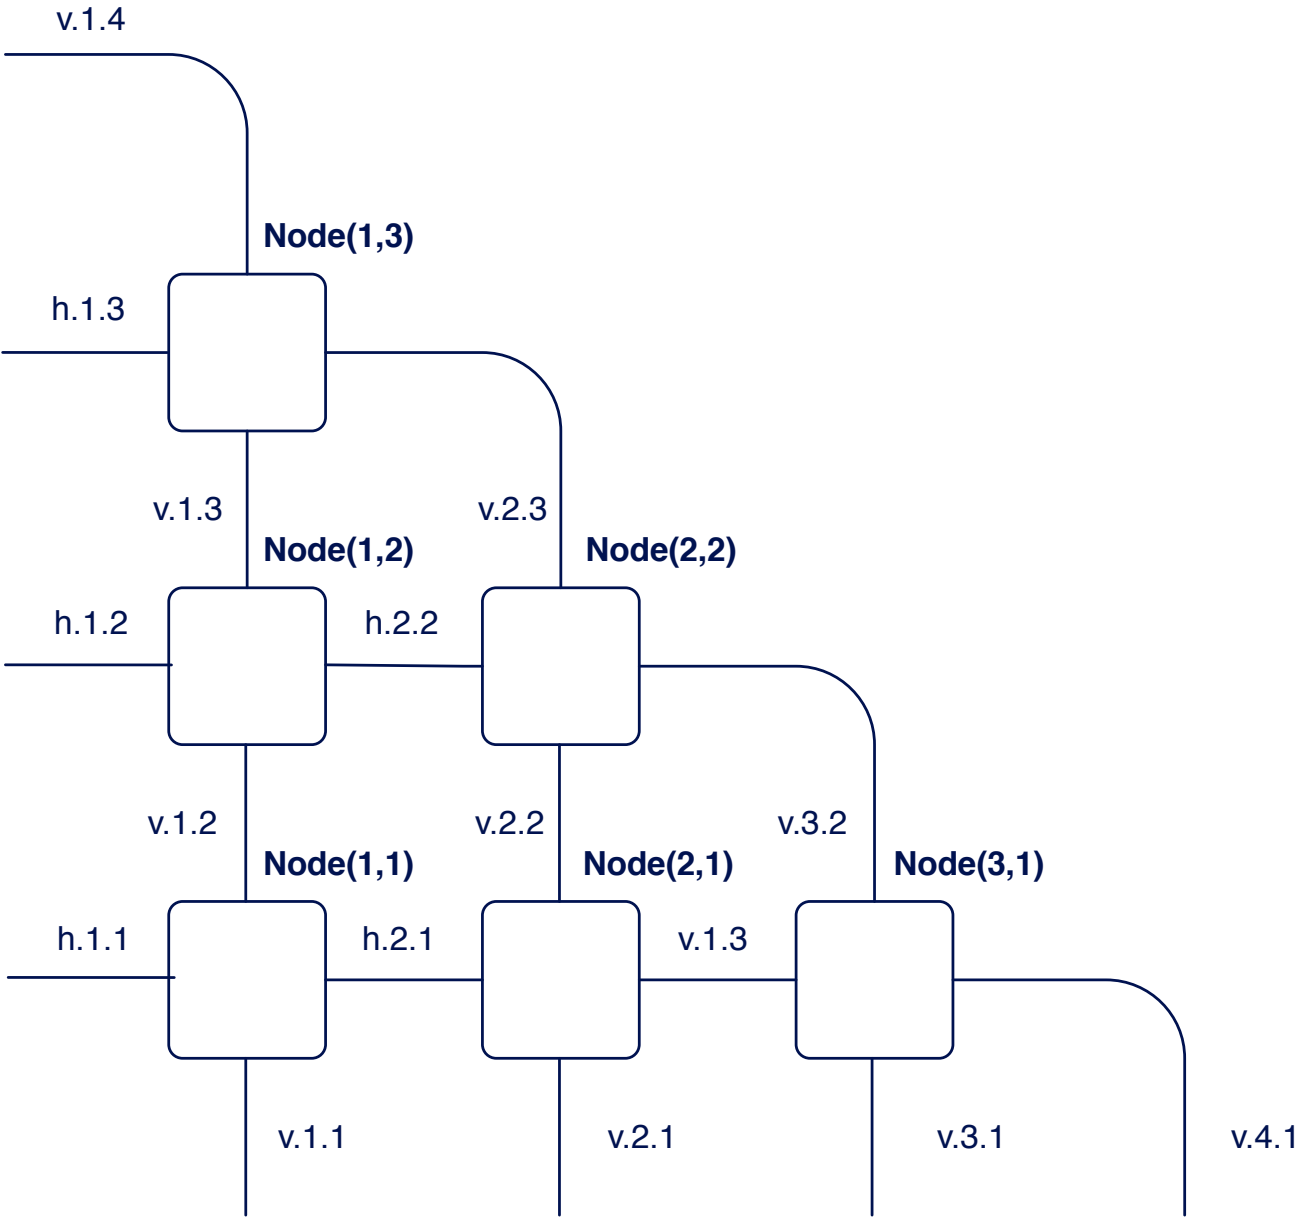 v.1.4
Node(1,3)
h.1.3
v.1.3
v.2.3
Node(1,2)
Node(2,2)
h.1.2
h.2.2
v.1.2
v.2.2
v.3.2
Node(1,1)
Node(2,1)
Node(3,1)
h.1.1
h.2.1
v.1.3
v.1.1
v.2.1
v.3.1
v.4.1